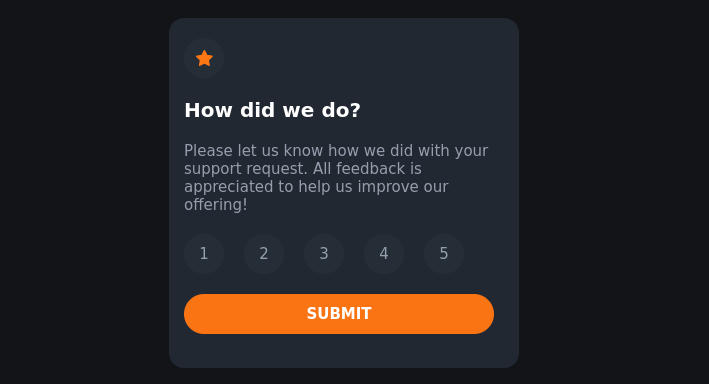 How did we do?
Please let us know how we did with your
support request. All feedback is
appreciated to help us improve our
offering!
1 2 3 4 5
SUBMIT